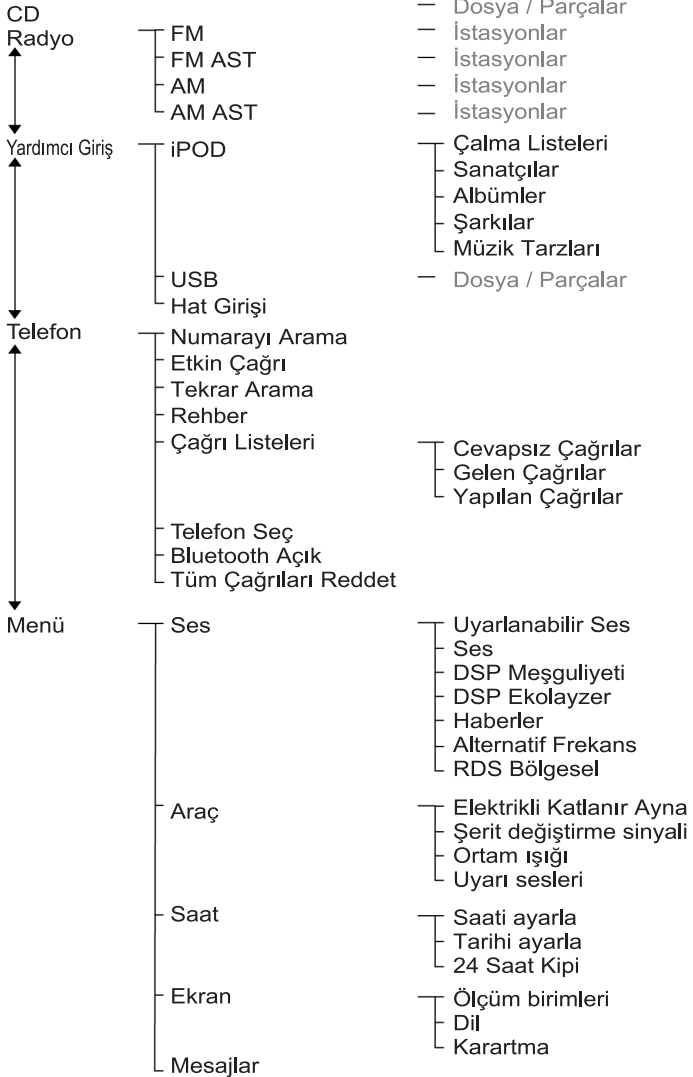 Dosya / Parçalar
CD
Radyo
FM
İstasyonlar
FM AST
İstasyonlar
AM
İstasyonlar
AM AST
İstasyonlar
Yardımcı Giriş
iPOD
Çalma Listeleri
Sanatçılar
Albümler
Şarkılar
Müzik Tarzları
USB
Dosya / Parçalar
Hat Girişi
Telefon
Numarayı Arama
Etkin Çağrı
Tekrar Arama
Rehber
Çağrı Listeleri
Cevapsız Çağrılar
Gelen Çağrılar
Yapılan Çağrılar
Telefon Seç
Bluetooth Açık
Tüm Çağrıları Reddet
Menü
Ses
Uyarlanabilir Ses
Ses
DSP Meşguliyeti
DSP Ekolayzer
Haberler
Alternatif Frekans
RDS Bölgesel
Araç
Elektrikli Katlanır Ayna
Şerit değiştirme sinyali
Ortam ışığı
Uyarı sesleri
Saat
Saati ayarla
Tarihi ayarla
24 Saat Kipi
Ekran
Ölçüm birimleri
Dil
Karartma
Mesajlar